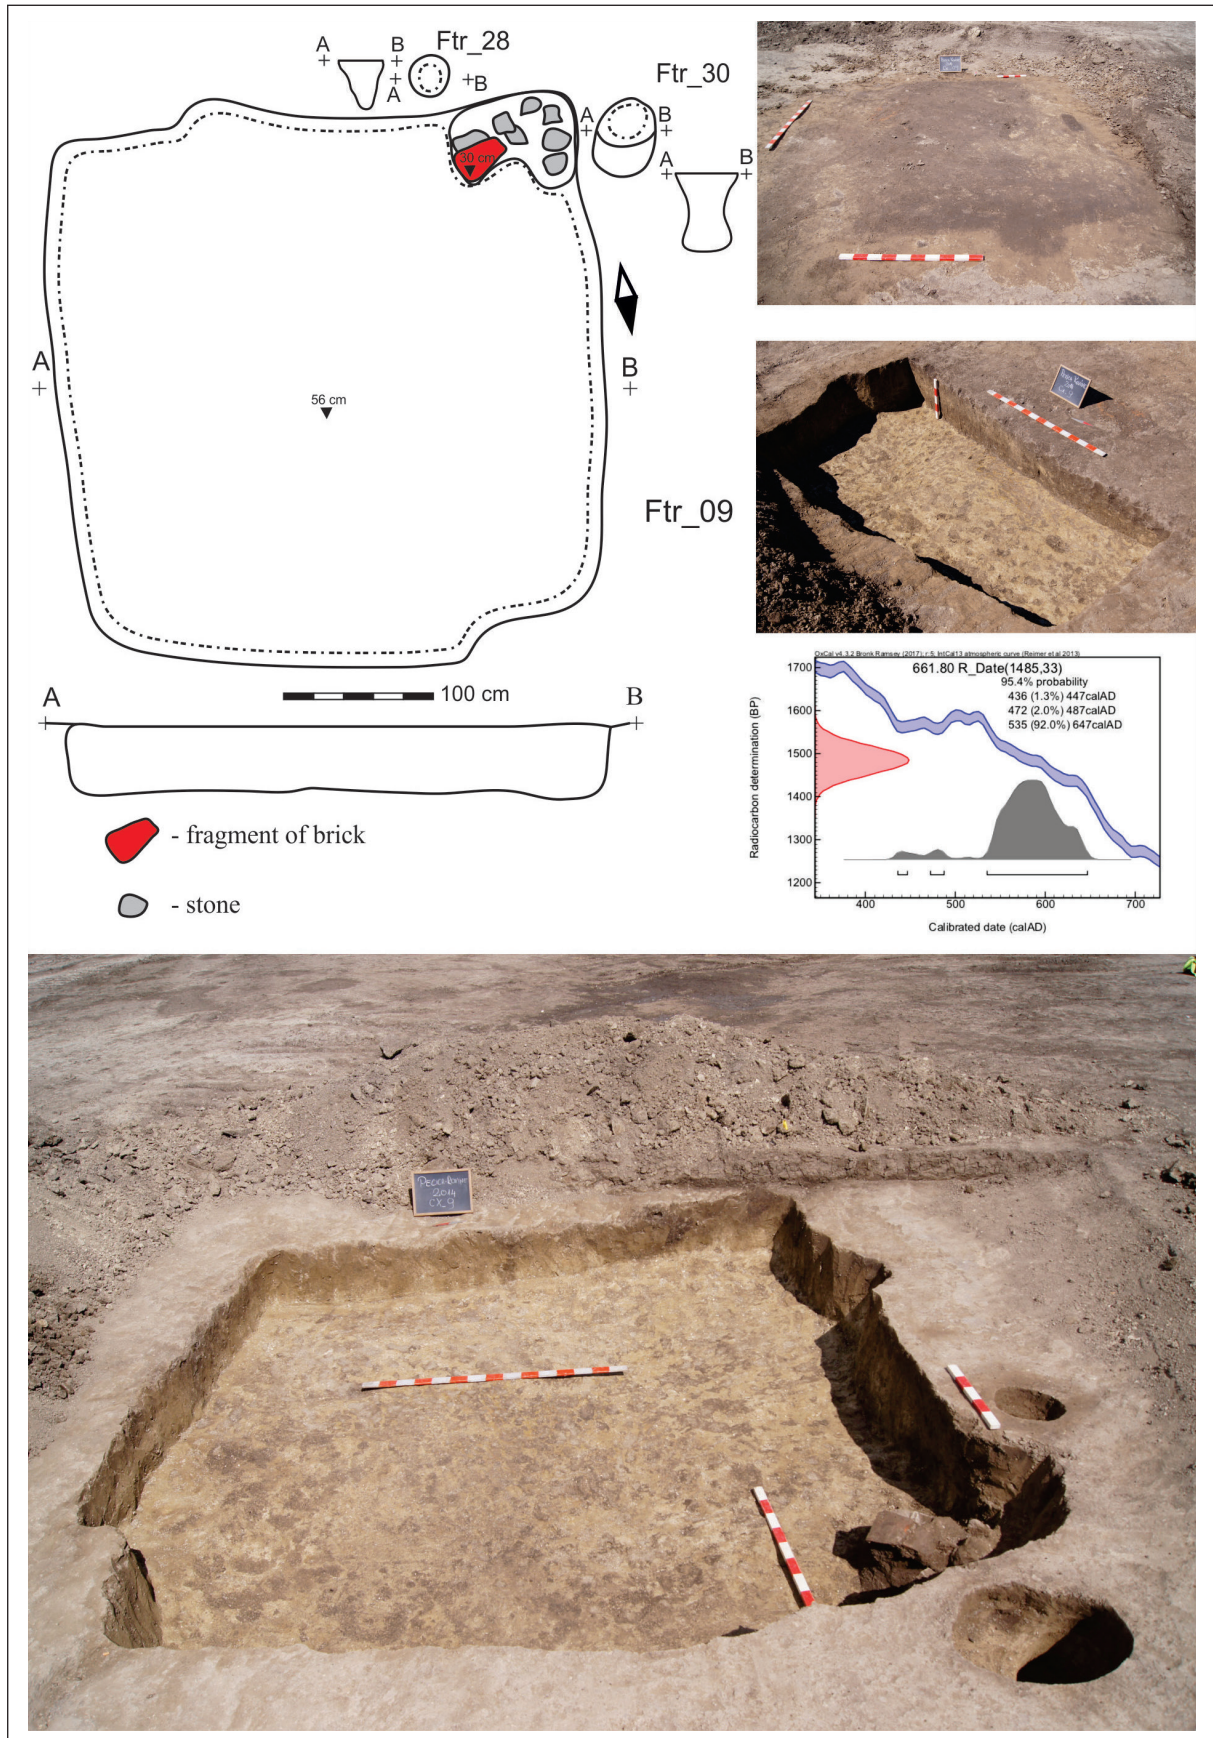 A B Ftr_28
A B
Ftr_30
A B
A B
30 cm
A B
56 cm
Ftr_09
A 100 cm B
- fragment of brick
- stone
OxCal v4.3.2 Bronk Ramsey (2017); r:5; IntCal13 atmospheric curve (Reimer et al 2013)
661.80 R_Date(1485,33)
95.4% probability
436 (1.3%) 447calAD
472 (2.0%) 487calAD
535 (92.0%) 647calAD
Radiocarbon determination (BP)
1700
1600
1500
1400
1300
1200
400 500 600 700
Calibrated date (calAD)
2014
CX_9